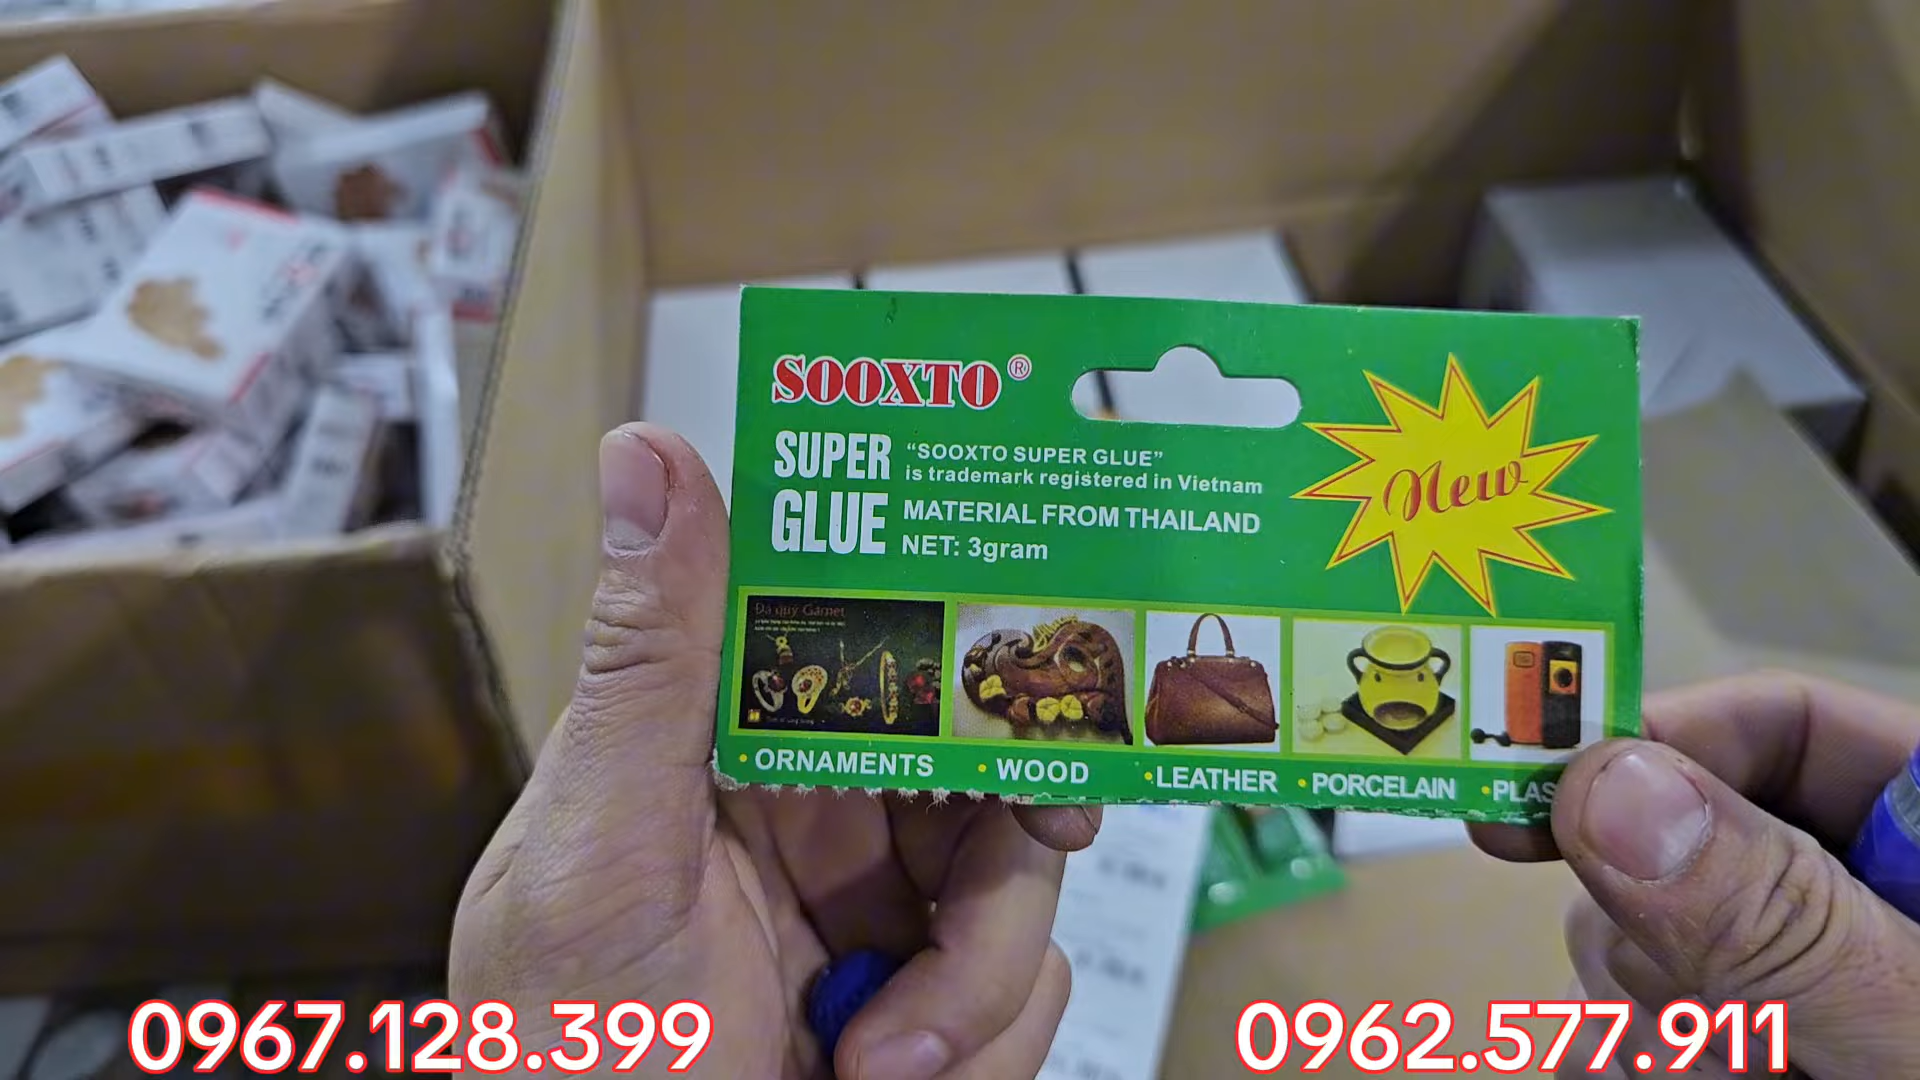 SOOXTO®
SUPER
GLUE
“SOOXTO SUPER GLUE”
is trademark registered in Vietnam
MATERIAL FROM THAILAND
NET: 3gram
New
Đá quý Garnet
• ORNAMENTS
• WOOD
• LEATHER
• PORCELAIN
• PLAS
0967.128.399
0962.577.911